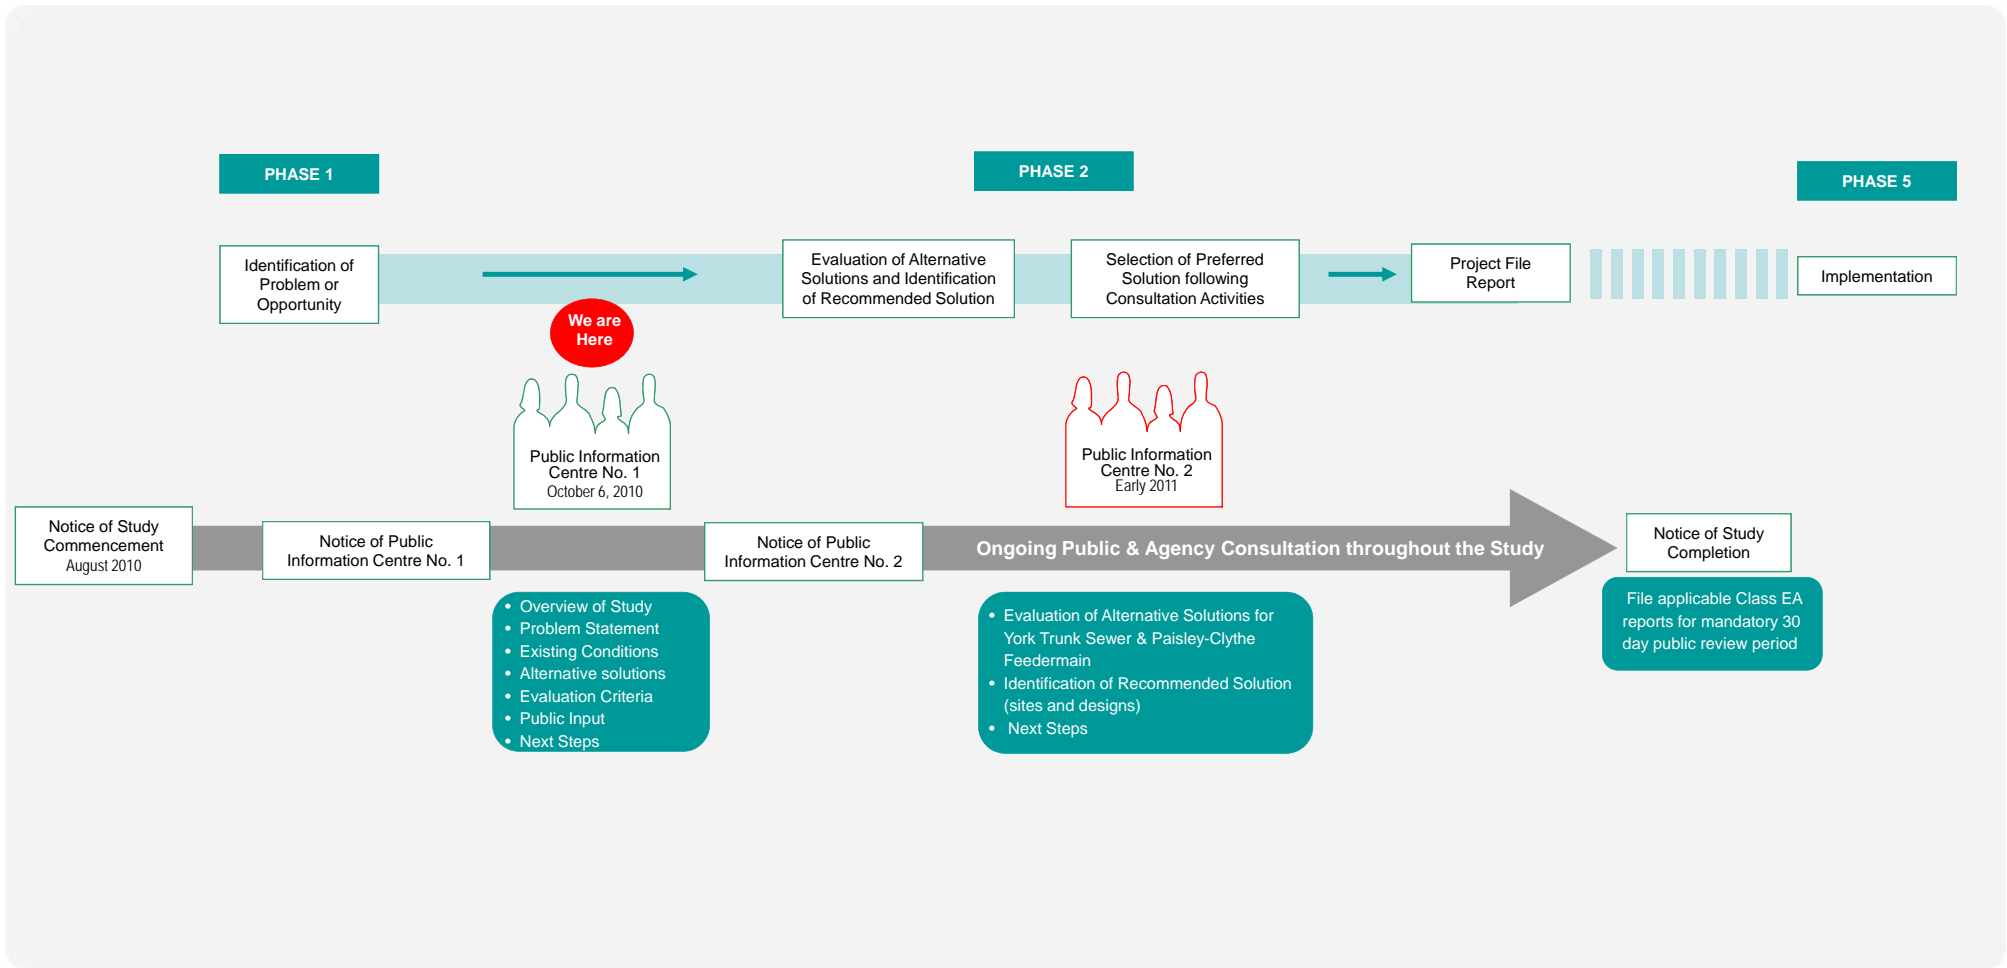 PHASE 1
PHASE 2
PHASE 5
Identification of
Problem or
Opportunity
Evaluation of Alternative
Solutions and Identification
of Recommended Solution
Selection of Preferred
Solution following
Consultation Activities
Project File
Report
Implementation
We are
Here
Public Information
Centre No. 1
October 6, 2010
Public Information
Centre No. 2
Early 2011
Notice of Study
Commencement
August 2010
Notice of Public
Information Centre No. 1
Notice of Public
Information Centre No. 2
Ongoing Public & Agency Consultation throughout the Study
Notice of Study
Completion
• Overview of Study
• Problem Statement
• Existing Conditions
• Alternative solutions
• Evaluation Criteria
• Public Input
• Next Steps
• Evaluation of Alternative Solutions for
York Trunk Sewer & Paisley-Clythe
Feedermain
• Identification of Recommended Solution
(sites and designs)
• Next Steps
File applicable Class EA
reports for mandatory 30
day public review period